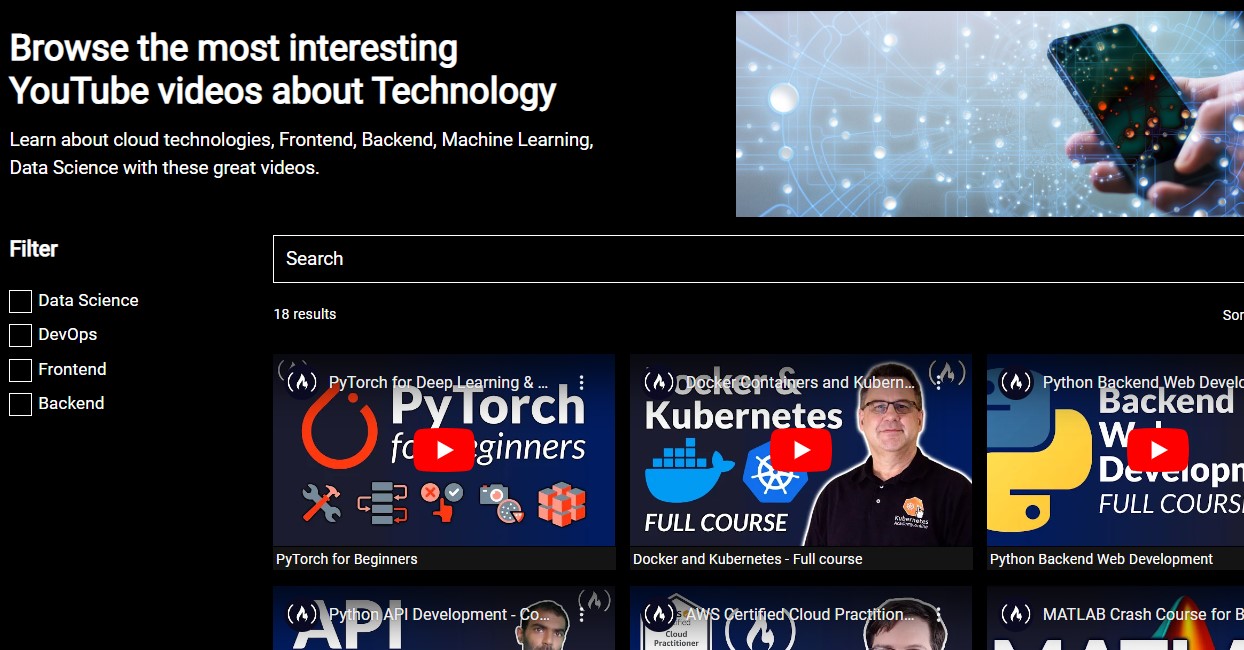 Browse the most interesting
YouTube videos about Technology
Learn about cloud technologies, Frontend, Backend, Machine Learning,
Data Science with these great videos.
Filter
Data Science
DevOps
Frontend
Backend
Search
18 results
Sor
PyTorch for Deep Learning & ...
PyTorch
for Beginners
PyTorch for Beginners
Docker Containers and Kubern...
Docker &
Kubernetes
FULL COURSE
Kubernetes
Docker and Kubernetes - Full course
Python Backend Web Develo
Backend
Web
Developm
FULL COURSE
Python Backend Web Development
Python API Development - Co...
API
AWS Certified Cloud Practition...
Cloud
Practitioner
MATLAB Crash Course for B
MATLA